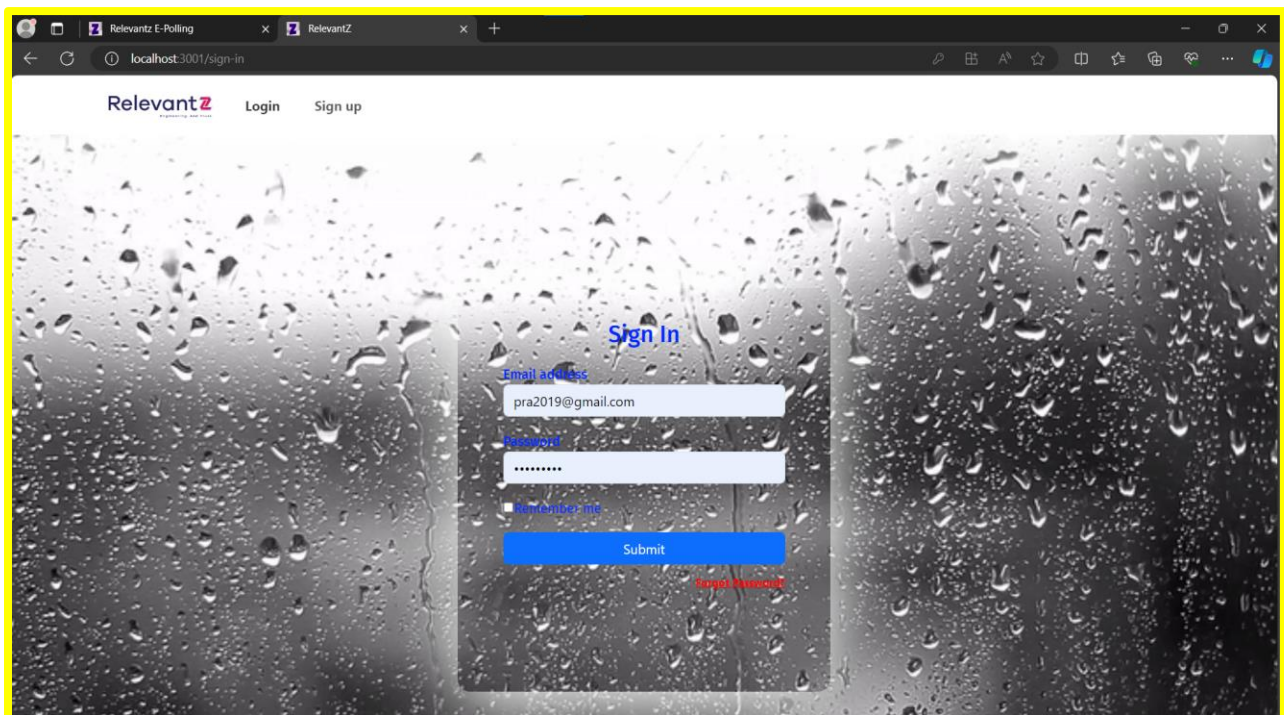 Relevantz E-Polling
RelevantZ
localhost:3001/sign-in
RelevantZ
Login
Sign up
Sign In
Email address
pra2019@gmail.com
Password
•••••••••
Remember me
Submit
Forgot Password?